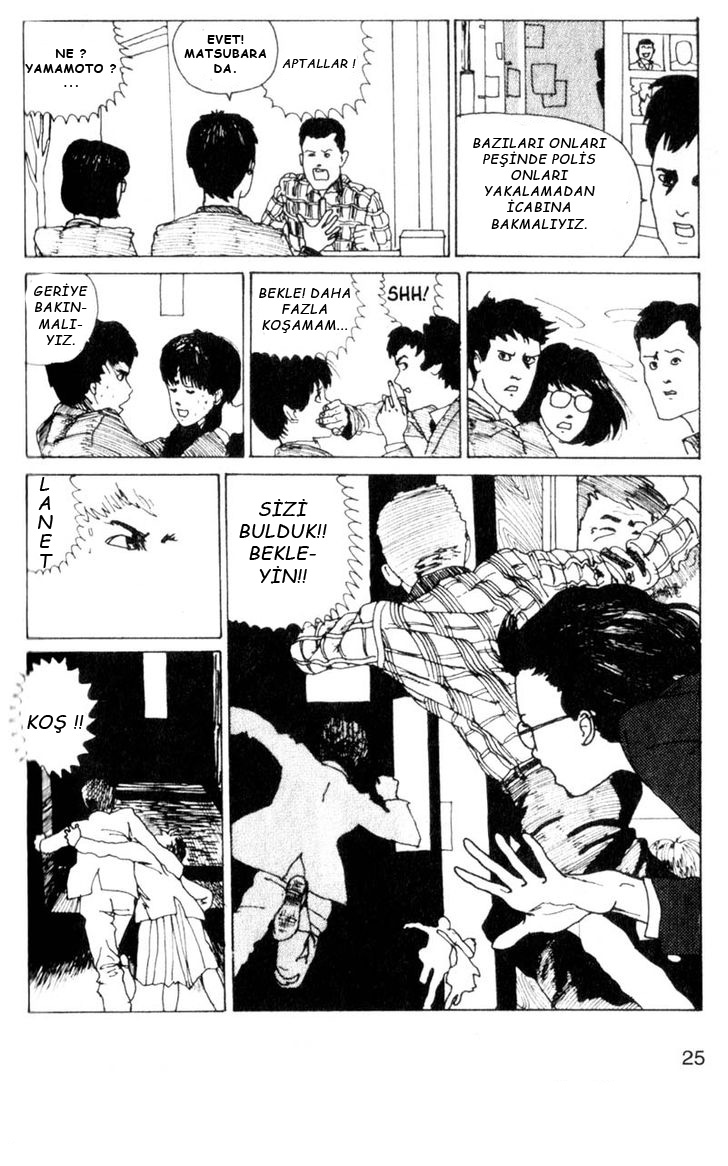 NE ?
YAMAMOTO ?
...
EVET!
MATSUBARA
DA.
APTALLAR !
BAZILARI ONLARI
PEŞİNDE POLİS
ONLARI
YAKALAMADAN
İCABINA
BAKMALIYIZ.
GERİYE
BAKIN-
MALI-
YIZ.
BEKLE! DAHA
FAZLA
KOŞAMAM...
SHH!
L
A
N
E
T
SİZİ
BULDUK!!
BEKLE-
YİN!!
KOŞ !!
25